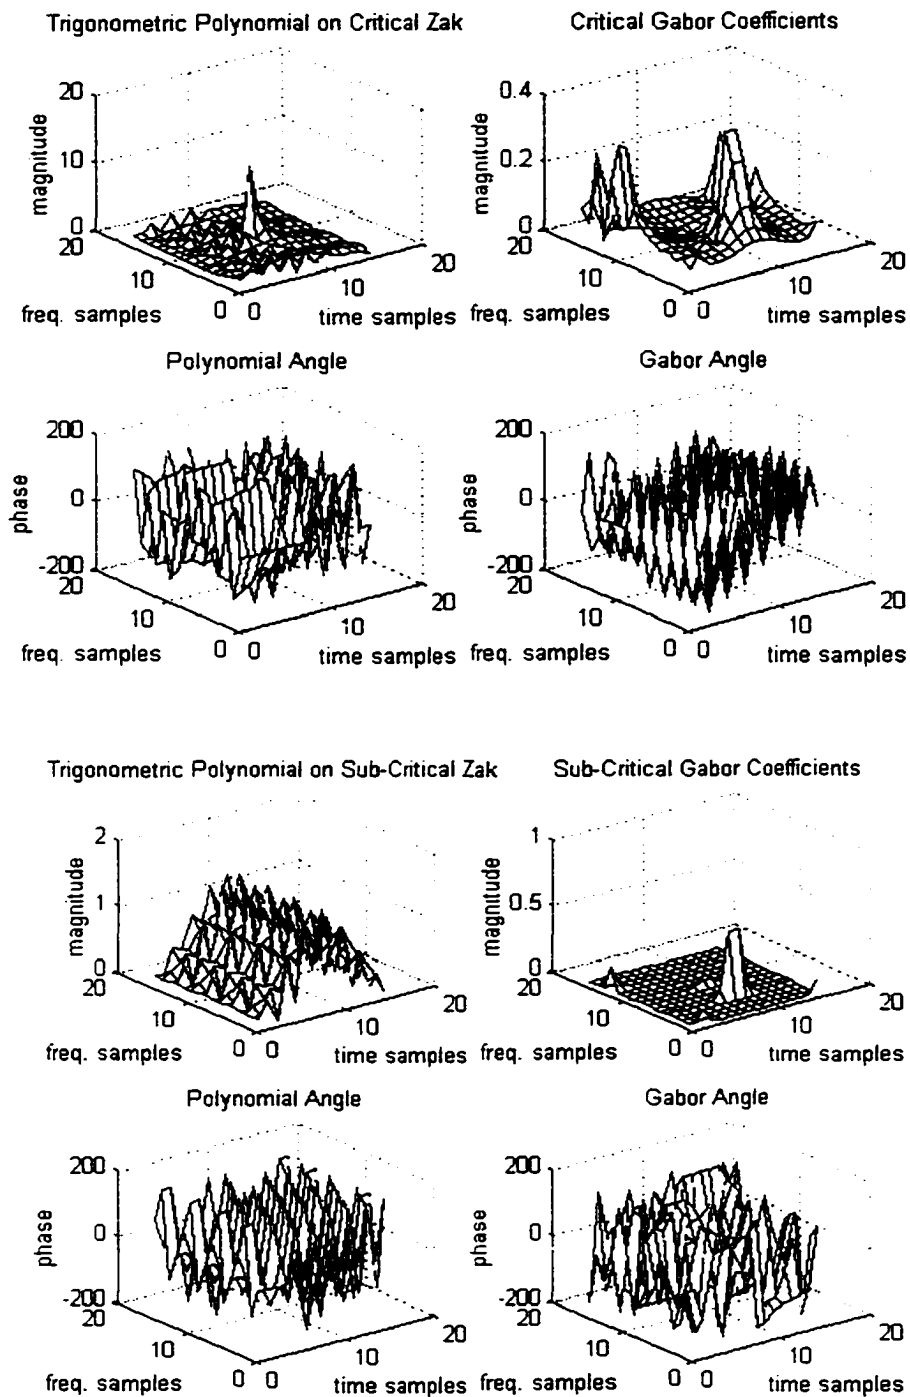 Trigonometric Polynomial on Critical Zak
Critical Gabor Coefficients
20
10
0
magnitude
20
10
0
freq. samples
0
10
20
time samples
0.4
0.2
0
magnitude
20
10
0
freq. samples
0
10
20
time samples
Polynomial Angle
Gabor Angle
200
0
-200
phase
20
10
0
freq. samples
0
10
20
time samples
200
0
-200
phase
20
10
0
freq. samples
0
10
20
time samples
Trigonometric Polynomial on Sub-Critical Zak
Sub-Critical Gabor Coefficients
2
1
0
magnitude
20
10
0
freq. samples
0
10
20
time samples
1
0.5
0
magnitude
20
10
0
freq. samples
0
10
20
time samples
Polynomial Angle
Gabor Angle
200
0
-200
phase
20
10
0
freq. samples
0
10
20
time samples
200
0
-200
phase
20
10
0
freq. samples
0
10
20
time samples